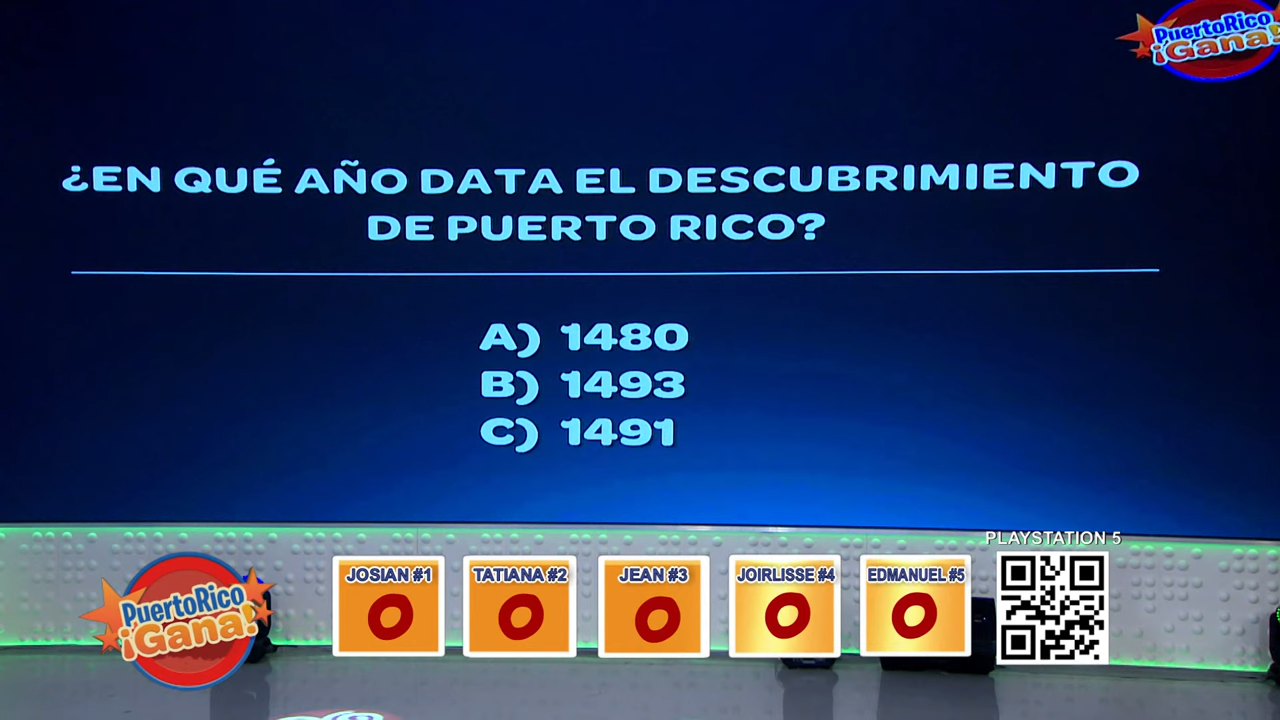 PuertoRico
¡Gana!
¿EN QUÉ AÑO DATA EL DESCUBRIMIENTO
DE PUERTO RICO?
A) 1480
B) 1493
C) 1491
PLAYSTATION 5
JOSIAN #1
TATIANA #2
JEAN #3
JOIRLISSE #4
EDMANUEL #5
0
0
0
0
0
PuertoRico
¡Gana!